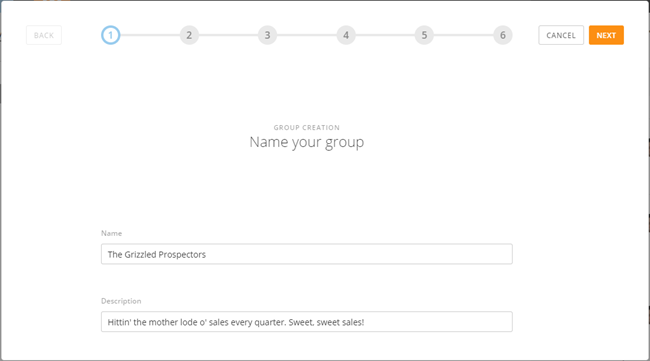 BACK 1 2 3 4 5 6 CANCEL NEXT
GROUP CREATION
Name your group
Name
The Grizzled Prospectors
Description
Hittin' the mother lode o' sales every quarter. Sweet, sweet sales!